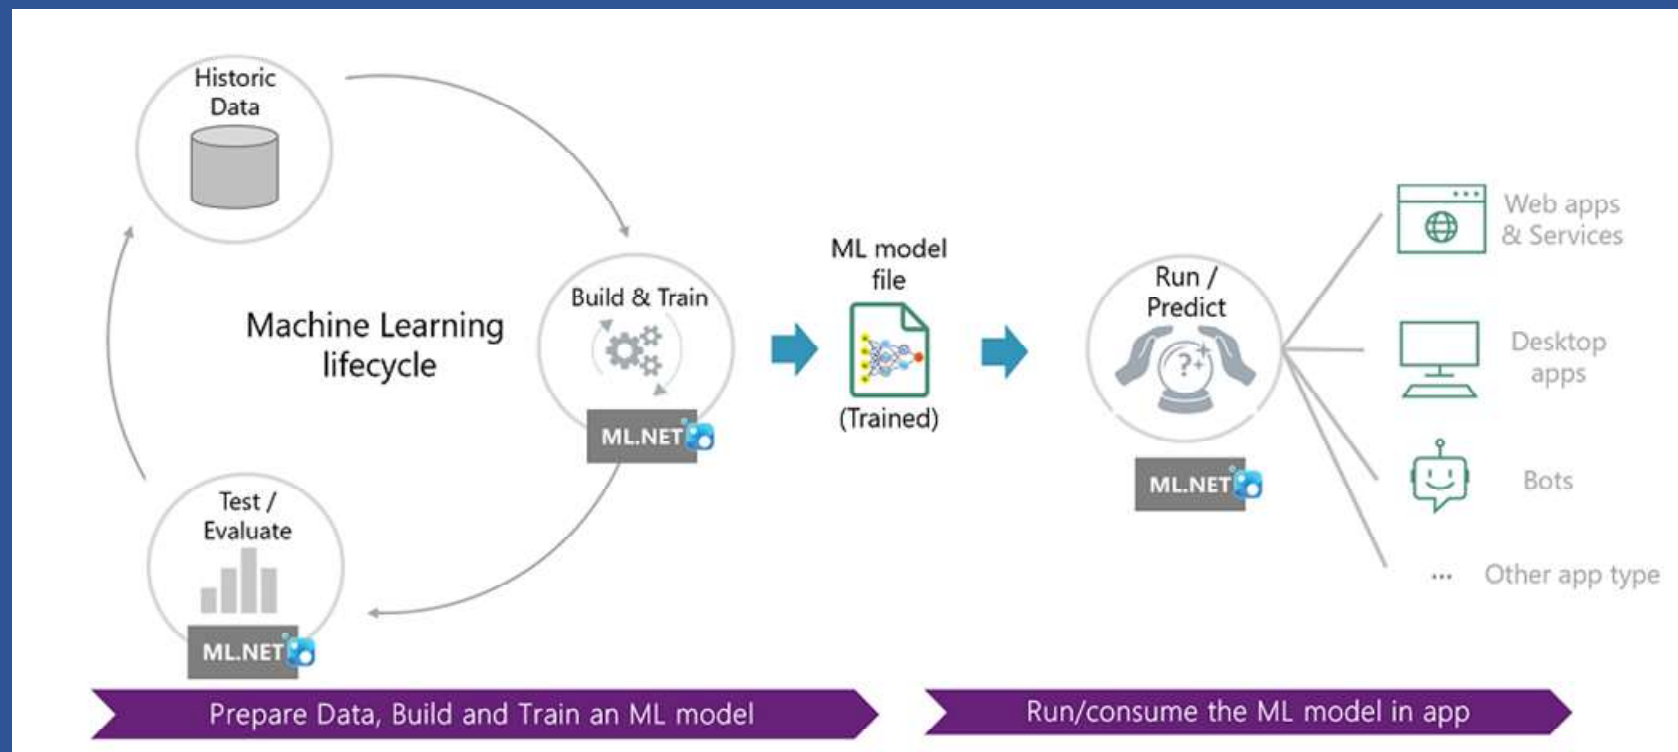 Historic
Data
Machine Learning
lifecycle
Build & Train
ML.NET
Test /
Evaluate
ML.NET
ML model
file
(Trained)
Run /
Predict
?
ML.NET
Web apps
& Services
Desktop
apps
Bots
... Other app type
Prepare Data, Build and Train an ML model
Run/consume the ML model in app